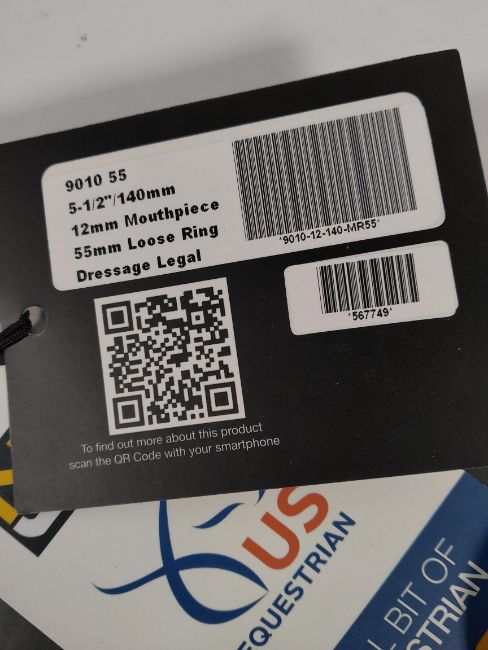 9010 55
5-1/2"/140mm
12mm Mouthpiece
55mm Loose Ring
Dressage Legal
*9010-12-140-MR55*
*567749*
To find out more about this product
scan the QR Code with your smartphone
US
EQUESTRIAN
BIT OF